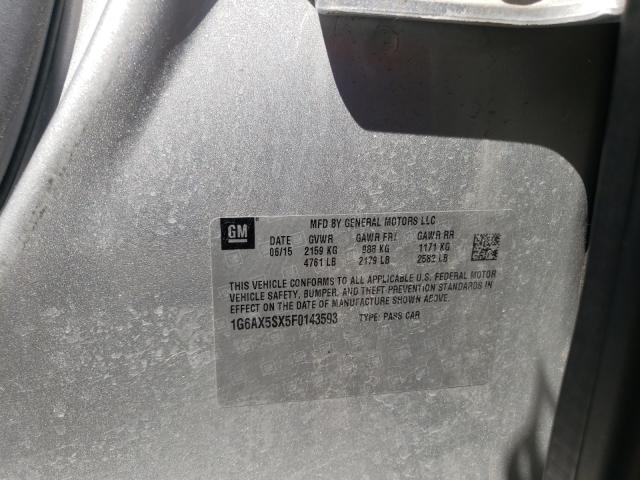 GM
MFD BY GENERAL MOTORS LLC
DATE GVWR GAWR FRT GAWR RR
06/15 2159 KG 988 KG 1171 KG
4761 LB 2179 LB 2582 LB
THIS VEHICLE CONFORMS TO ALL APPLICABLE U.S. FEDERAL MOTOR
VEHICLE SAFETY, BUMPER, AND THEFT PREVENTION STANDARDS IN
EFFECT ON THE DATE OF MANUFACTURE SHOWN ABOVE.
1G6AX5SX5F0143593 TYPE: PASS CAR